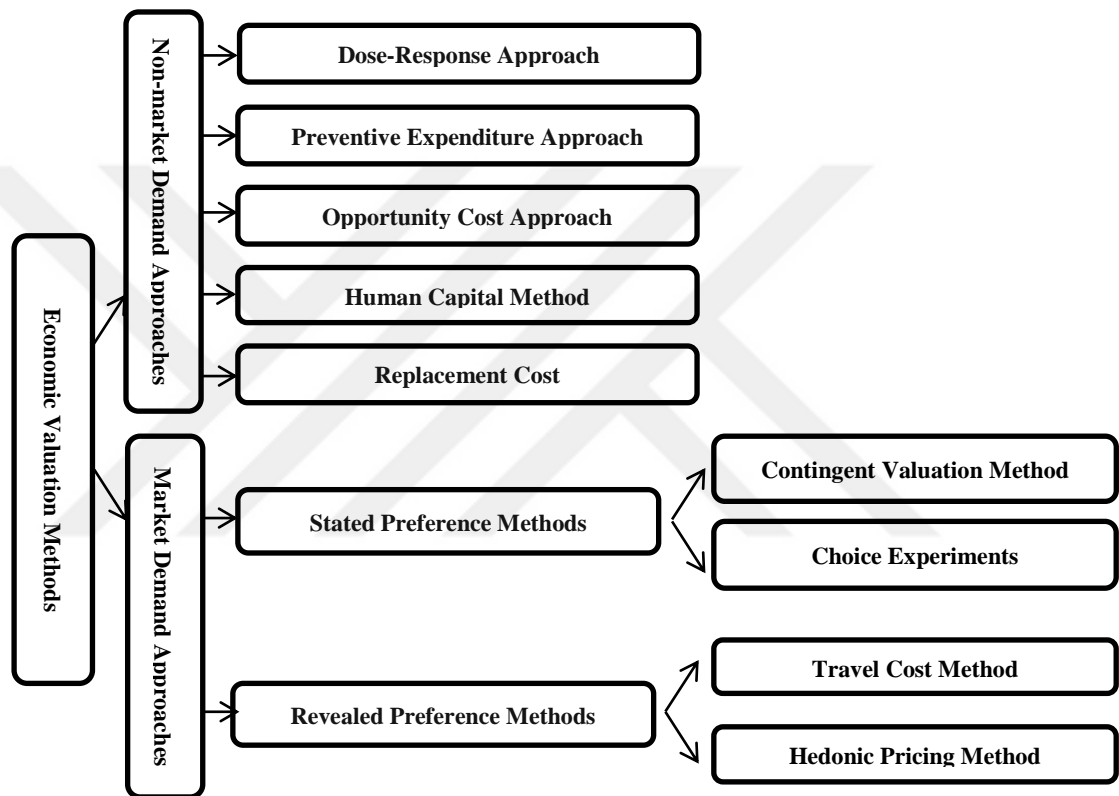 Economic Valuation Methods
Non-market Demand Approaches
Dose-Response Approach
Preventive Expenditure Approach
Opportunity Cost Approach
Human Capital Method
Replacement Cost
Market Demand Approaches
Stated Preference Methods
Contingent Valuation Method
Choice Experiments
Revealed Preference Methods
Travel Cost Method
Hedonic Pricing Method